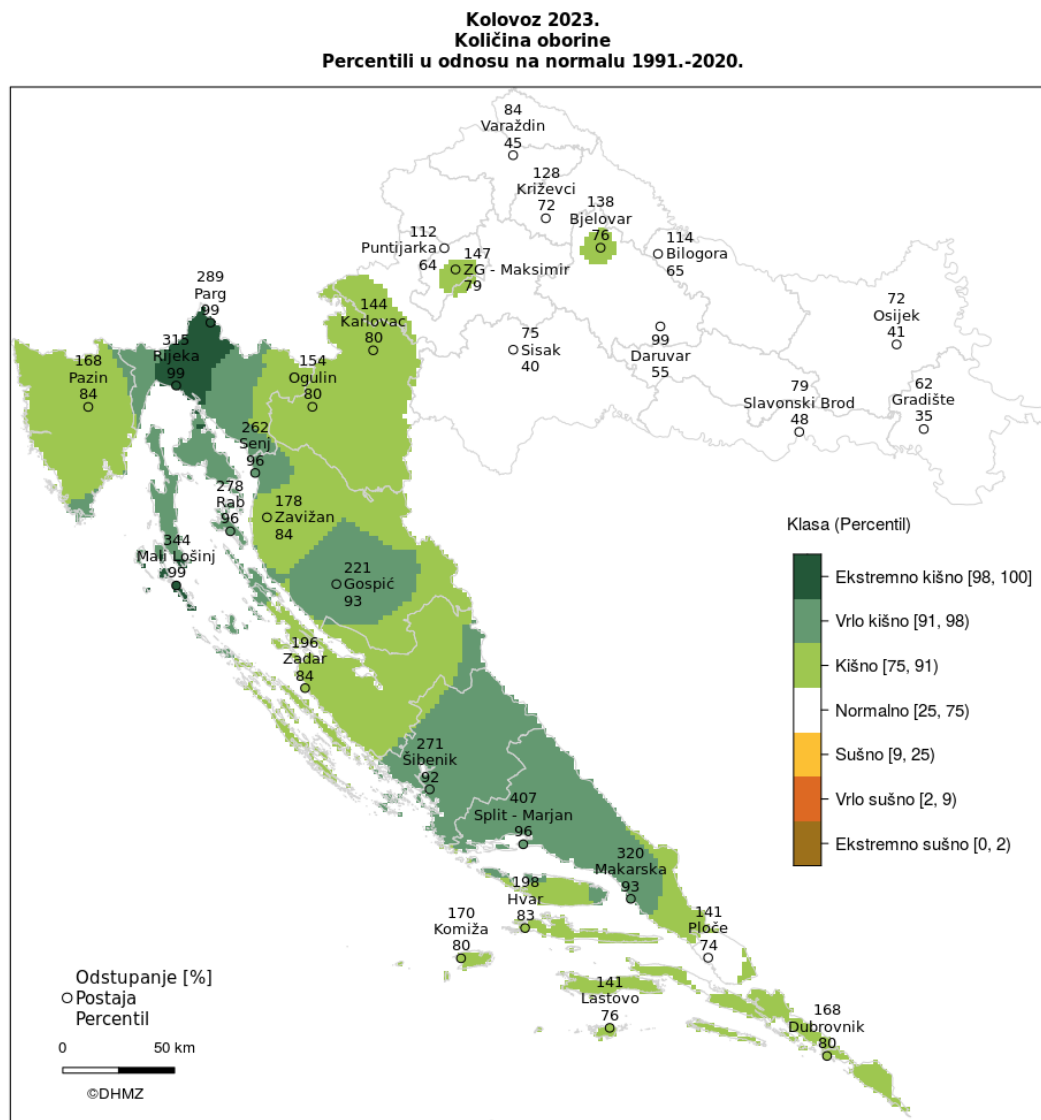 Kolovoz 2023.
Količina oborine
Percentili u odnosu na normalu 1991.-2020.
84
Varaždin
45
128
Križevci
72
138
Bjelovar
76
112
Puntijarka
64
147
ZG - Maksimir
79
114
Bilogora
65
289
Parg
99
144
Karlovac
80
72
Osijek
41
315
Rijeka
99
75
Sisak
40
99
Daruvar
55
168
Pazin
84
154
Ogulin
80
79
Slavonski Brod
48
62
Gradište
35
262
Senj
96
278
Rab
96
178
Zavižan
84
344
Mali Lošinj
99
221
Gospić
93
196
Zadar
84
271
Šibenik
92
407
Split - Marjan
96
320
Makarska
93
198
Hvar
83
170
Komiža
80
141
Ploče
74
141
Lastovo
76
168
Dubrovnik
80
Klasa (Percentil)
Ekstremno kišno [98, 100]
Vrlo kišno [91, 98)
Kišno [75, 91)
Normalno [25, 75)
Sušno [9, 25)
Vrlo sušno [2, 9)
Ekstremno sušno [0, 2)
Odstupanje [%]
Postaja
Percentil
0 50 km
©DHMZ